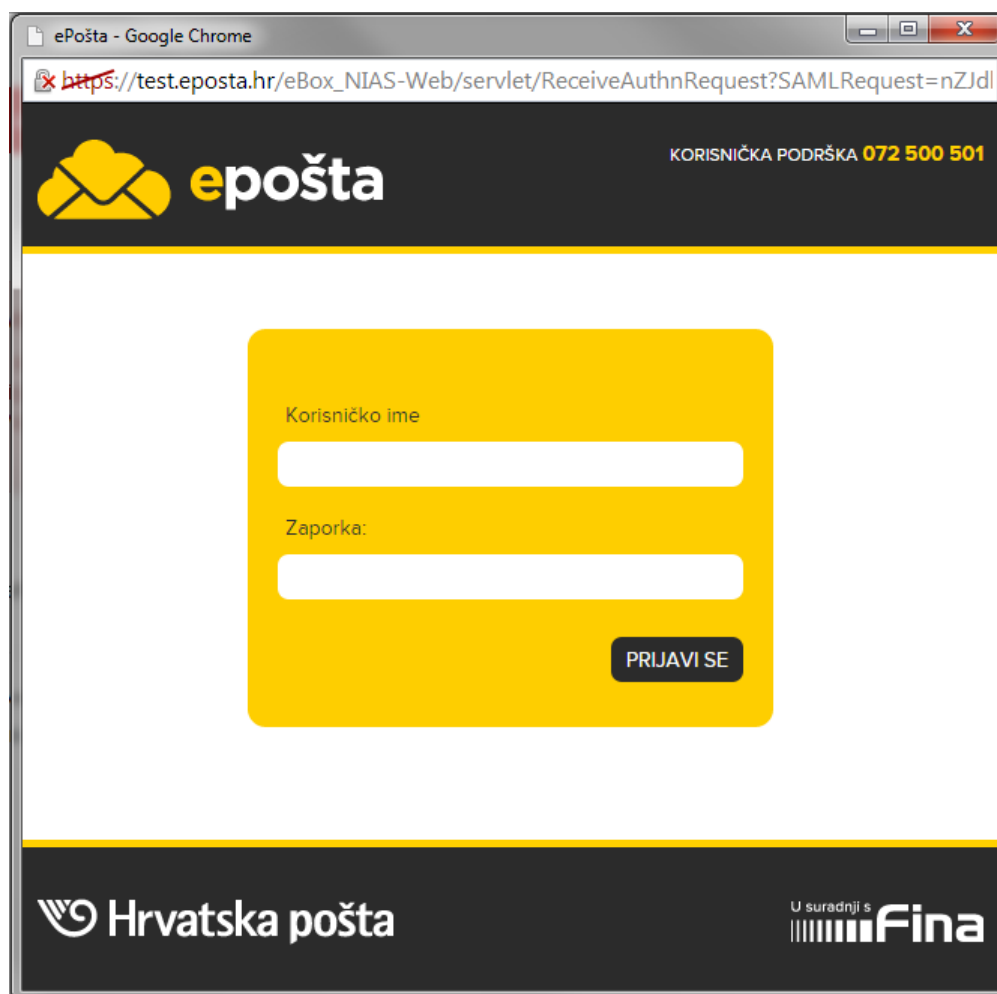 ePošta - Google Chrome
https://test.eposta.hr/eBox_NIAS-Web/servlet/ReceiveAuthnRequest?SAMLRequest=nZJdl
epošta
KORISNIČKA PODRŠKA 072 500 501
Korisničko ime
Zaporka:
PRIJAVI SE
Hrvatska pošta
U suradnji s
Fina